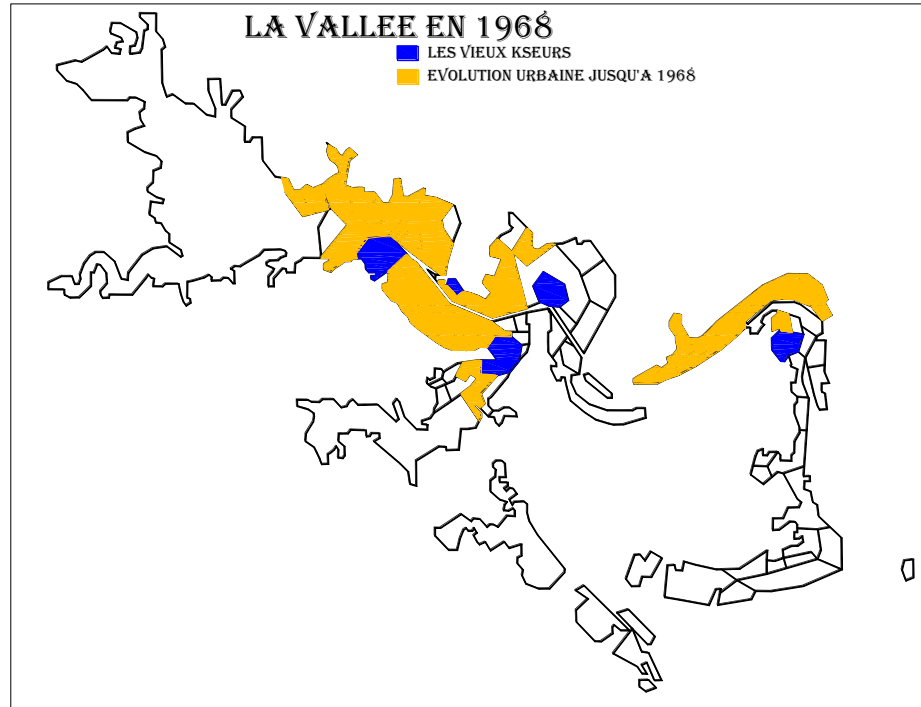 LA VALLEE EN 1968
LES VIEUX KSEURS
EVOLUTION URBAINE JUSQU'A 1968